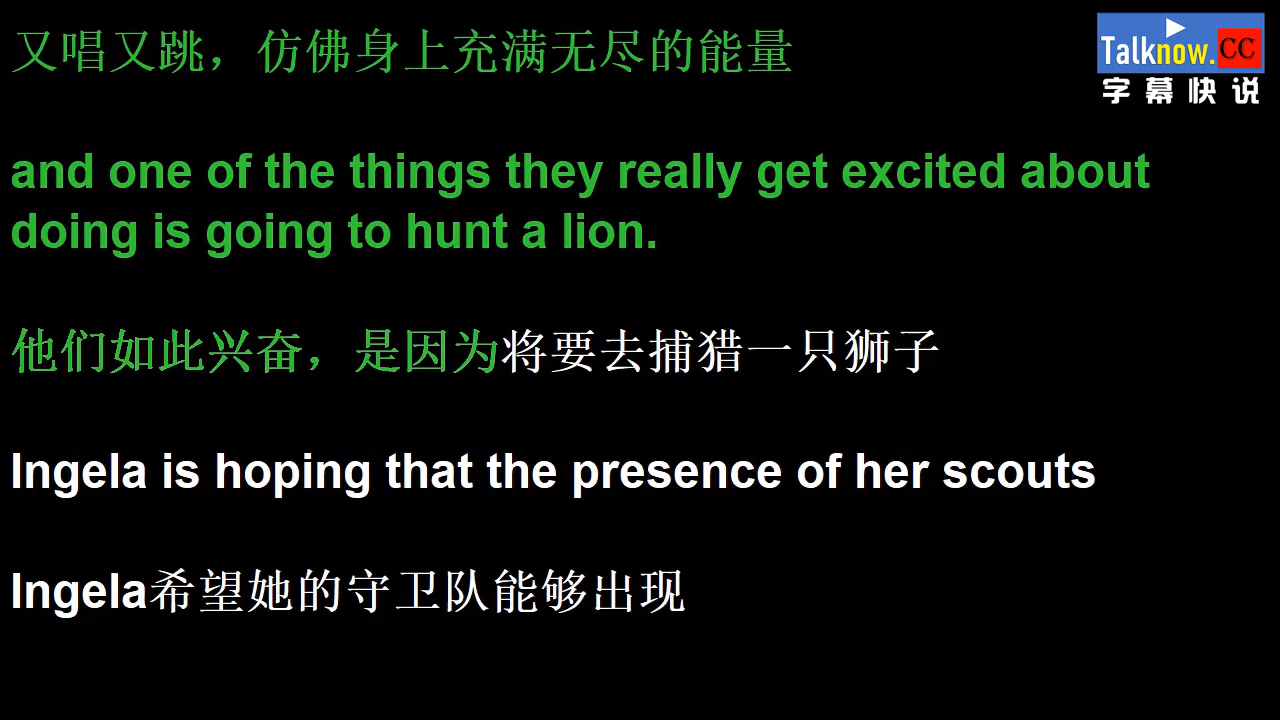 又唱又跳，仿佛身上充满无尽的能量
Talknow.CC
字幕快说
and one of the things they really get excited about
doing is going to hunt a lion.
他们如此兴奋，是因为将要去捕猎一只狮子
Ingela is hoping that the presence of her scouts
Ingela希望她的守卫队能够出现